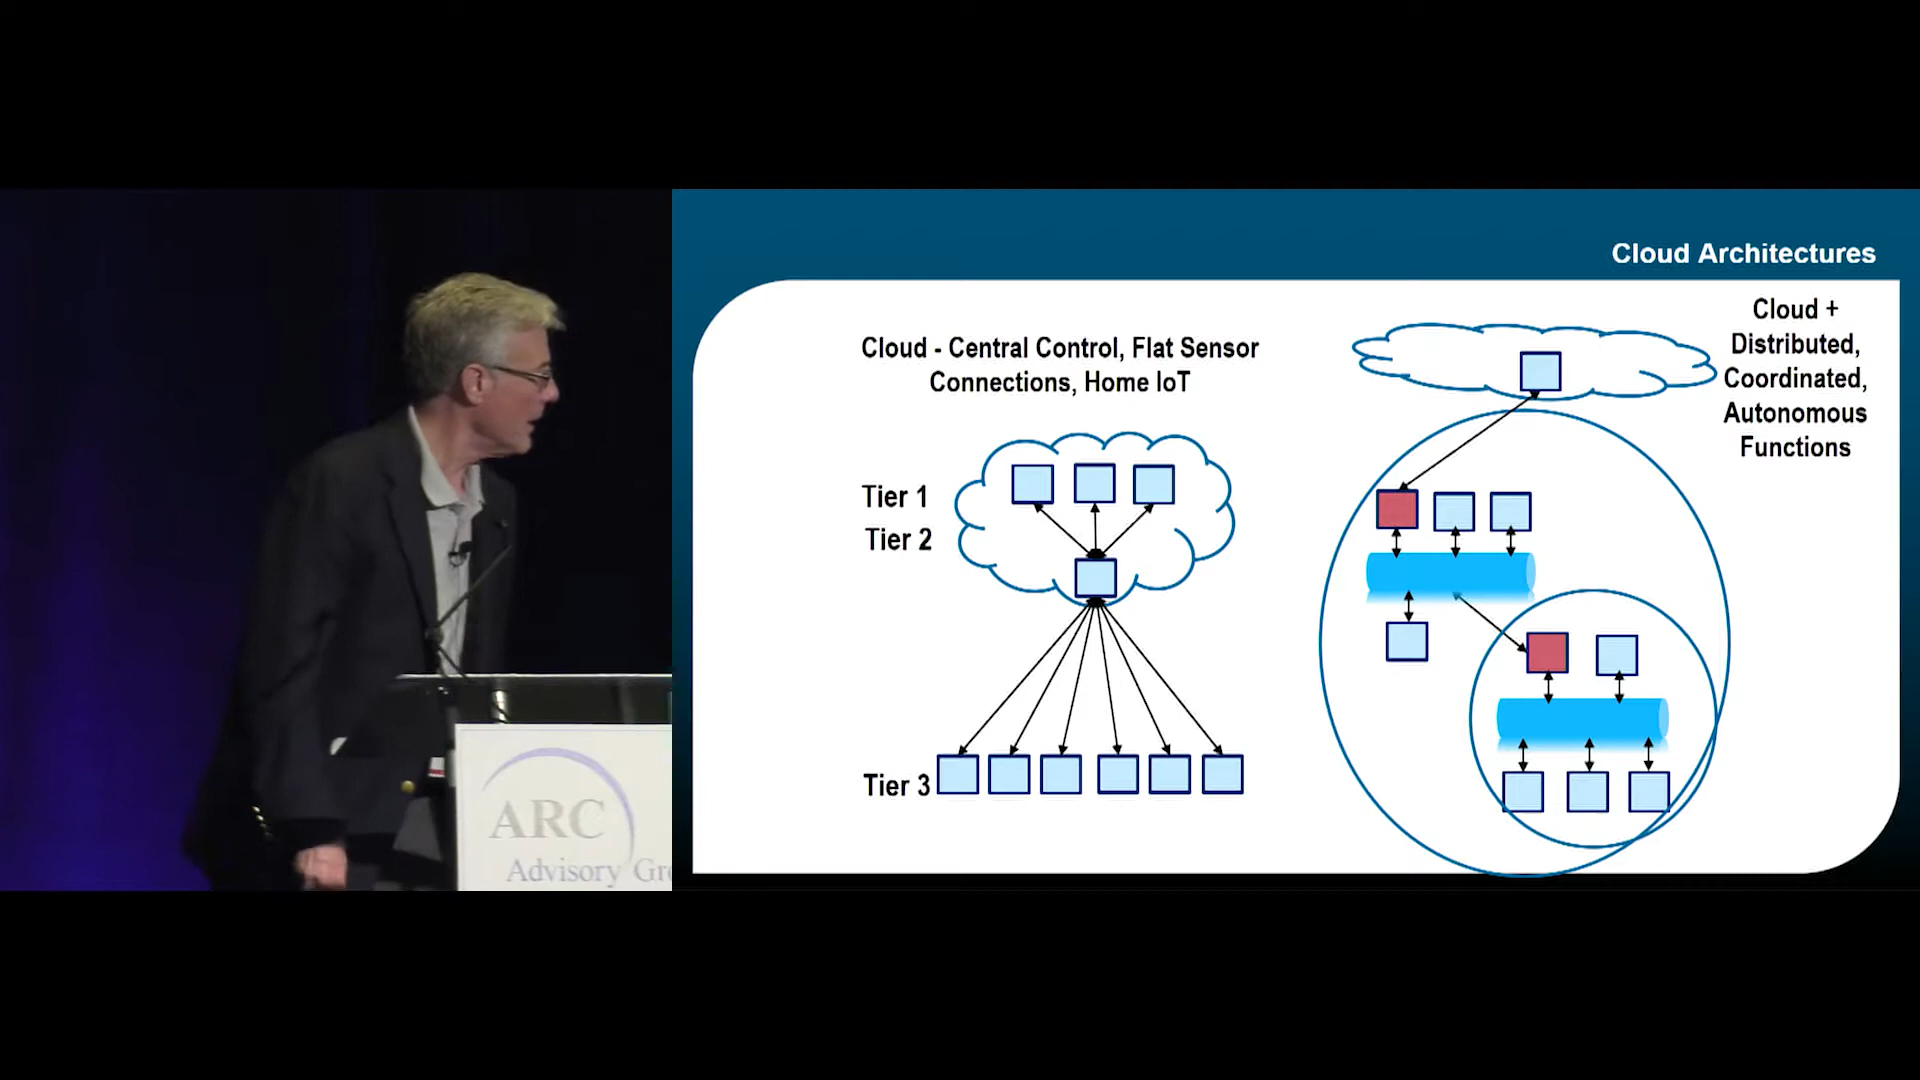 Cloud Architectures
Cloud - Central Control, Flat Sensor
Connections, Home IoT
Tier 1
Tier 2
Tier 3
Cloud +
Distributed,
Coordinated,
Autonomous
Functions
ARC
Advisory Gr